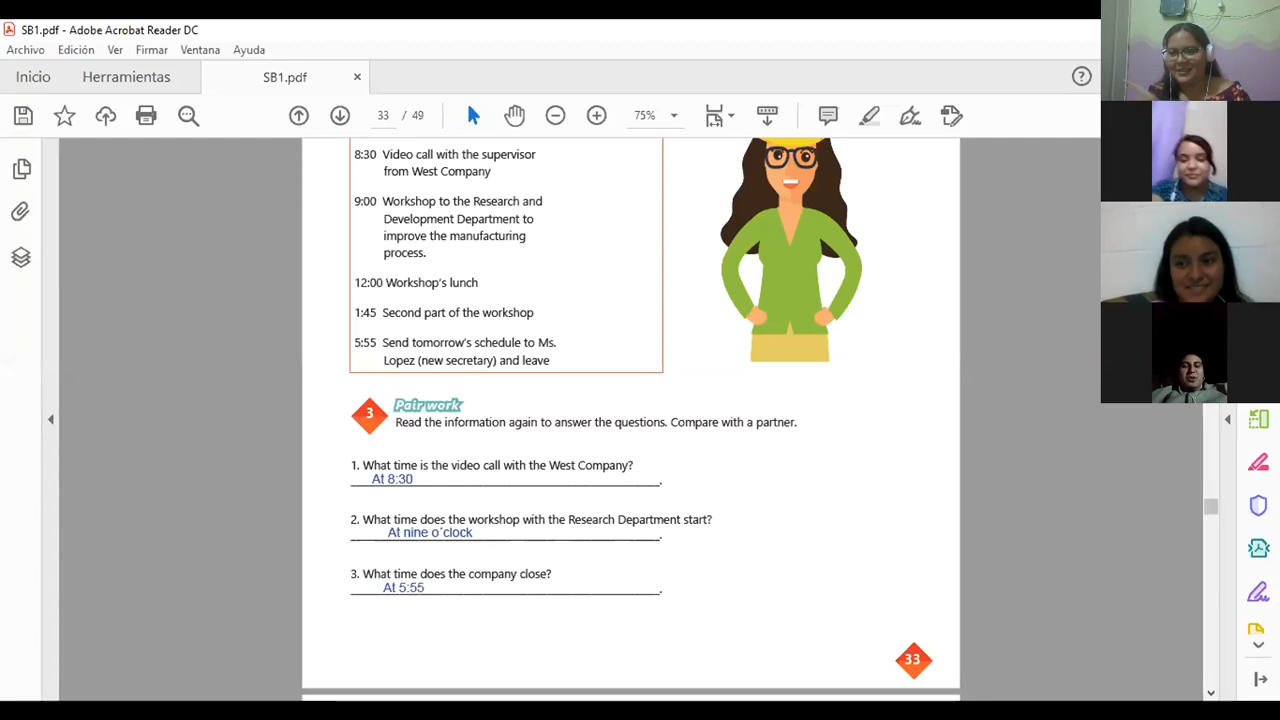 SB1.pdf - Adobe Acrobat Reader DC
Archivo Edición Ver Firmar Ventana Ayuda
Inicio Herramientas SB1.pdf ×
33 / 49 75%
8:30 Video call with the supervisor
from West Company
9:00 Workshop to the Research and
Development Department to
improve the manufacturing
process.
12:00 Workshop's lunch
1:45 Second part of the workshop
5:55 Send tomorrow's schedule to Ms.
Lopez (new secretary) and leave
3 Pair work
Read the information again to answer the questions. Compare with a partner.
1. What time is the video call with the West Company?
At 8:30
2. What time does the workshop with the Research Department start?
At nine o´clock
3. What time does the company close?
At 5:55
33